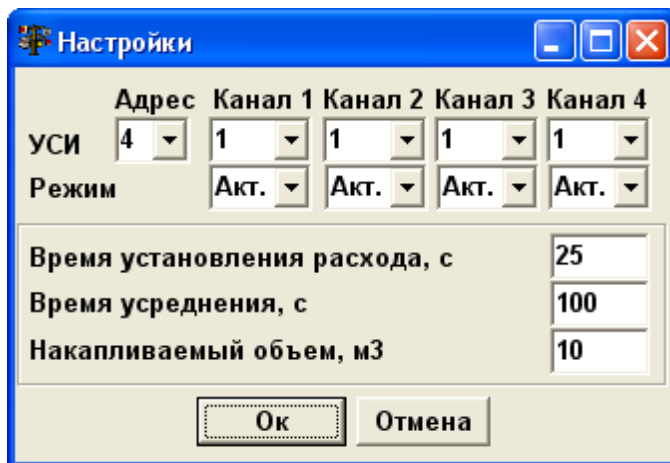 Настройки
Адрес Канал 1 Канал 2 Канал 3 Канал 4
УСИ 4 1 1 1 1
Режим Акт. Акт. Акт. Акт.
Время установления расхода, с 25
Время усреднения, с 100
Накапливаемый объем, м3 10
Ок Отмена